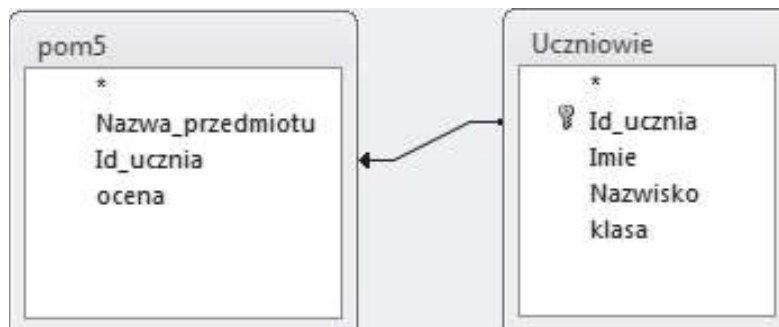 pom5
*
Nazwa_przedmiotu
Id_ucznia
ocena
Uczniowie
*
Id_ucznia
Imie
Nazwisko
klasa